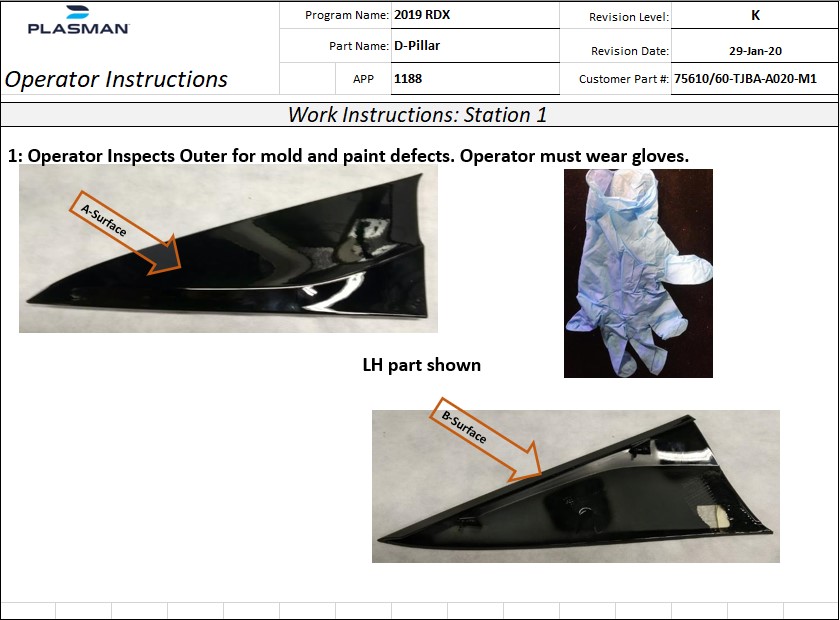 PLASMAN
Operator Instructions
Program Name: 2019 RDX
Revision Level: K
Part Name: D-Pillar
Revision Date: 29-Jan-20
APP 1188
Customer Part #: 75610/60-TJBA-A020-M1
Work Instructions: Station 1
1: Operator Inspects Outer for mold and paint defects. Operator must wear gloves.
A-Surface
LH part shown
B-Surface